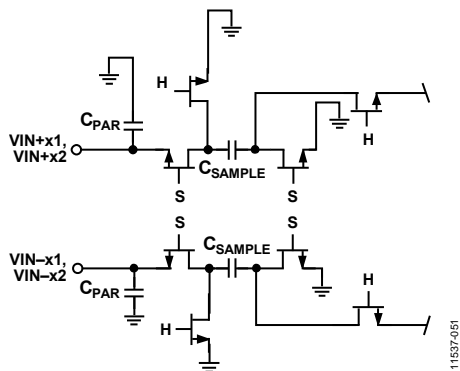 H
C_PAR
VIN+x1,
VIN+x2
C_SAMPLE
H
S
S
S
S
VIN–x1,
VIN–x2
C_SAMPLE
C_PAR
H
H
11537-051